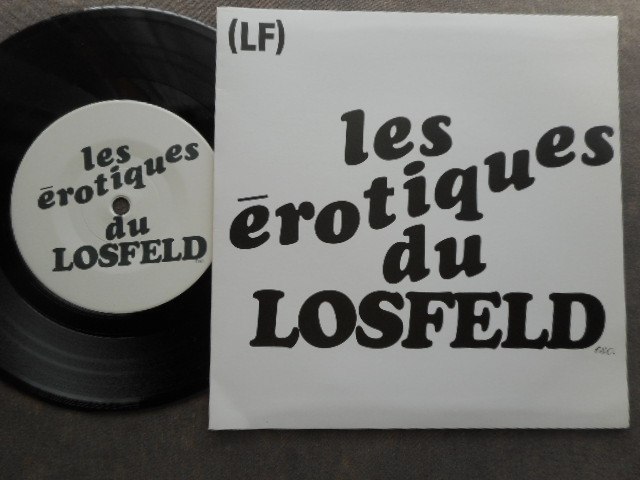 les
ērotiques
du
LOSFELD
(LF)
les
ērotiques
du
LOSFELD